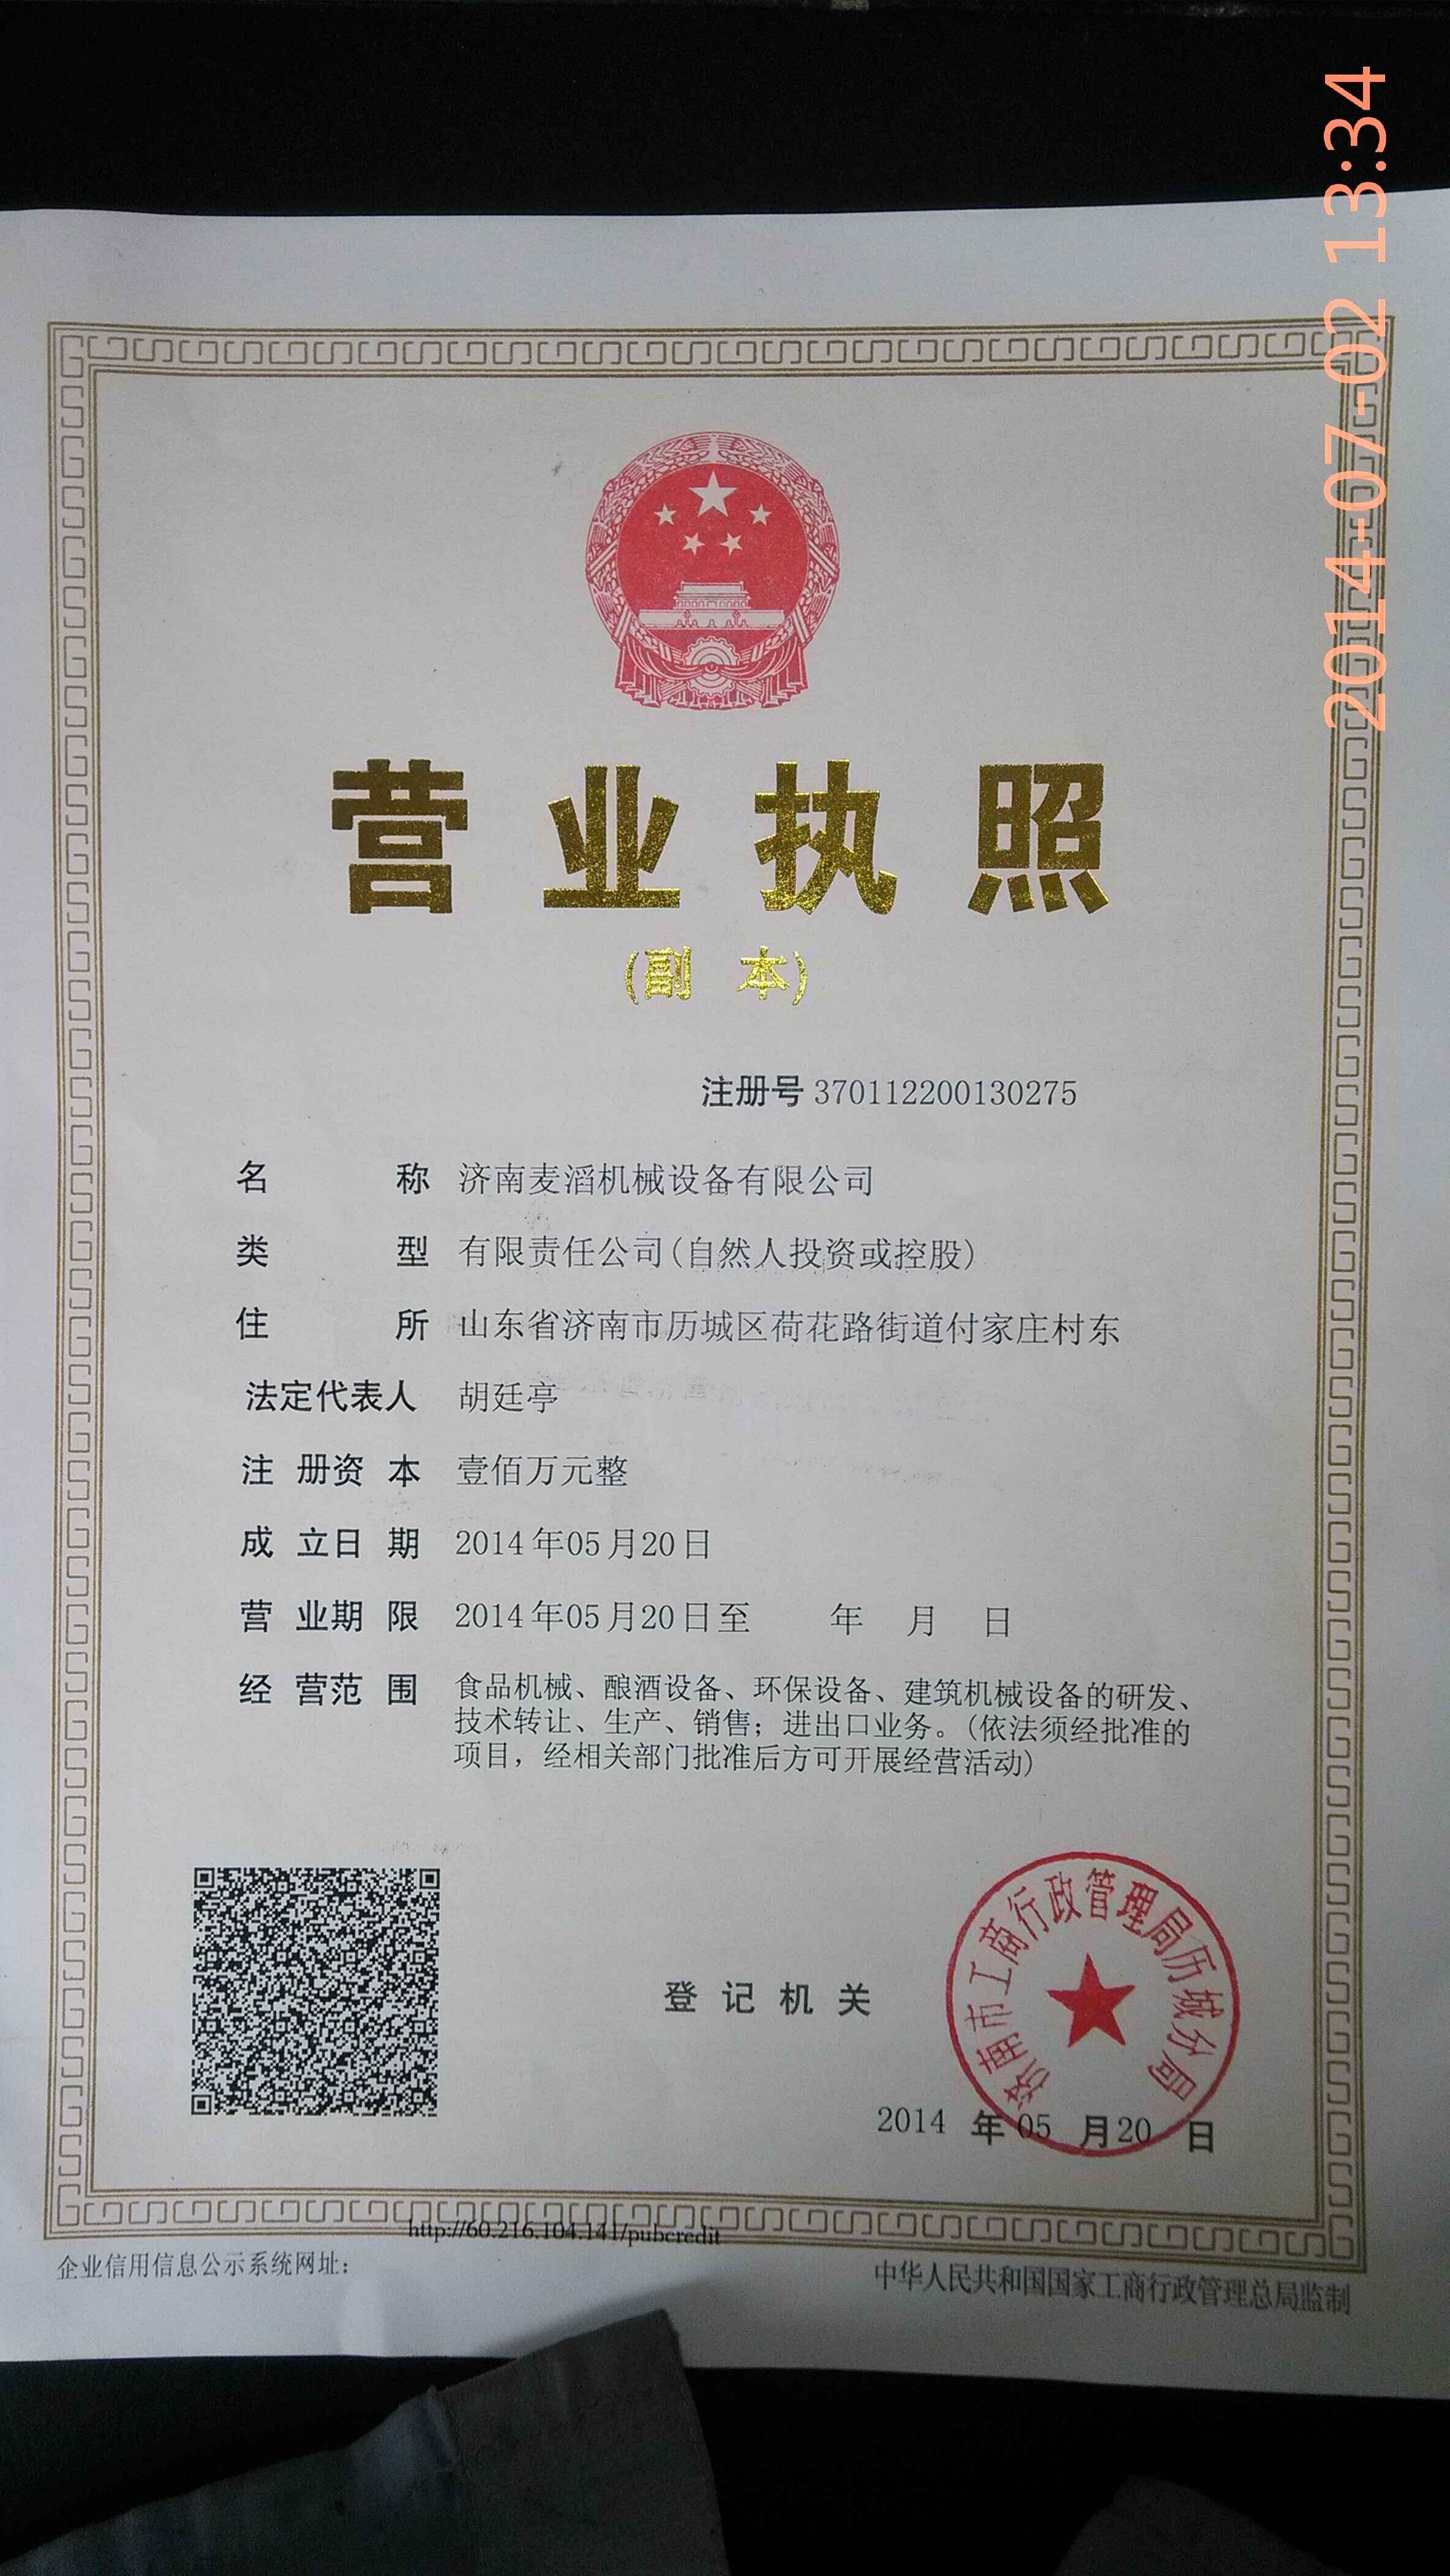 2014-07-02 13:34
营业执照
(副 本)
注册号 370112200130275
名 称 济南麦滔机械设备有限公司
类 型 有限责任公司(自然人投资或控股)
住 所 山东省济南市历城区荷花路街道付家庄村东
法定代表人 胡廷亭
注册资本 壹佰万元整
成立日期 2014年05月20日
营业期限 2014年05月20日至 年 月 日
经营范围 食品机械、酿酒设备、环保设备、建筑机械设备的研发、
技术转让、生产、销售；进出口业务。(依法须经批准的
项目，经相关部门批准后方可开展经营活动)
登记机关
济南市工商行政管理局历城分局
2014 年 05 月 20 日
http://60.216.104.141/pubcredit
企业信用信息公示系统网址：
中华人民共和国国家工商行政管理总局监制